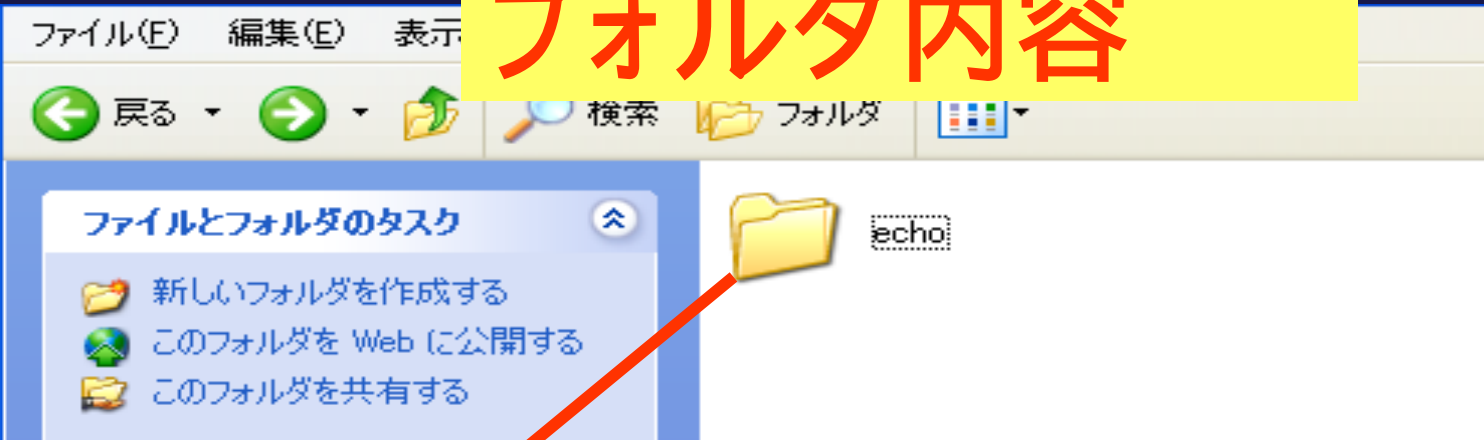 フォルダ内容
ファイル(F) 編集(E) 表示
戻る 検索 フォルダ
ファイルとフォルダのタスク
echo
新しいフォルダを作成する
このフォルダを Web に公開する
このフォルダを共有する